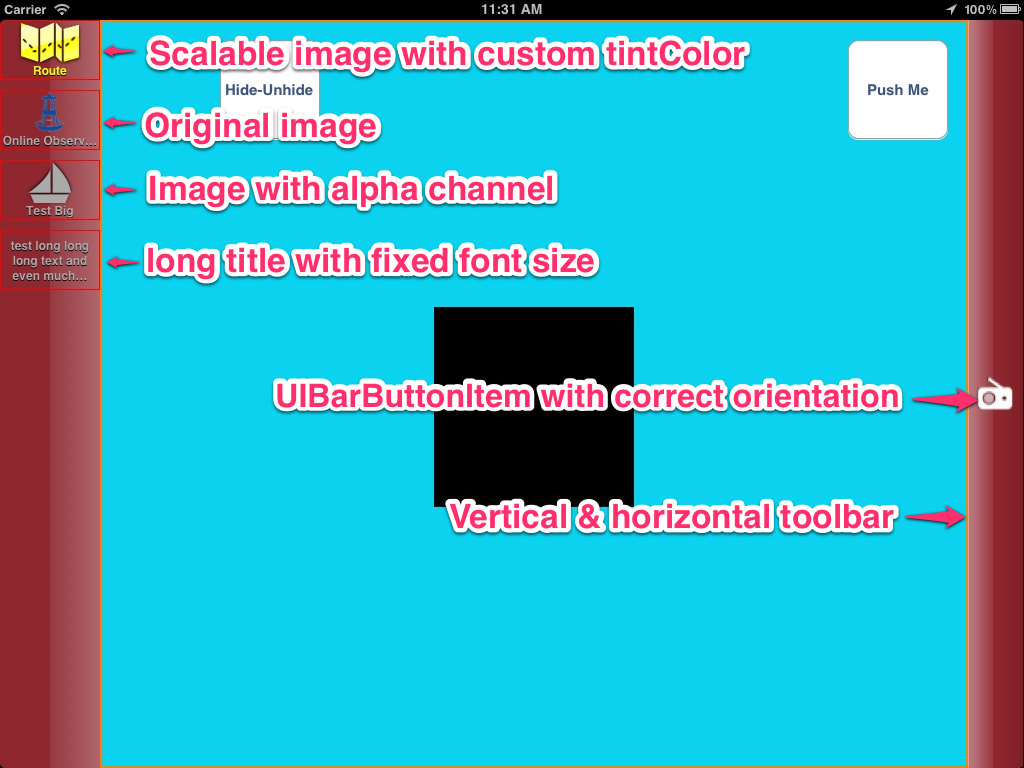 Carrier
11:31 AM
100%
Route
Scalable image with custom tintColor
Hide-Unhide
Push Me
Online Observ...
Original image
Test Big
Image with alpha channel
test long long
long text and
even much...
long title with fixed font size
UIBarButtonItem with correct orientation
Vertical & horizontal toolbar